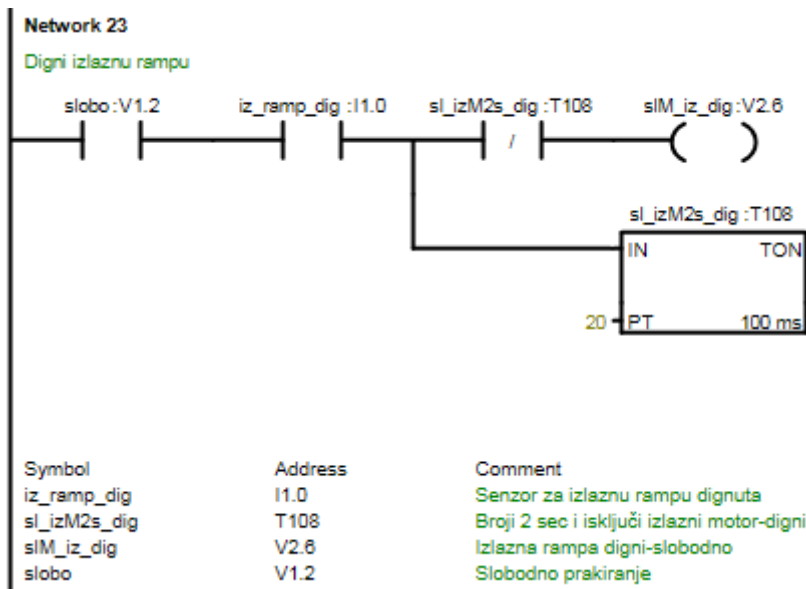 Network 23
Digni izlaznu rampu
slobo:V1.2 iz_ramp_dig :I1.0 sl_izM2s_dig :T108 slM_iz_dig:V2.6
/
sl_izM2s_dig :T108
IN TON
20 PT 100 ms
Symbol Address Comment
iz_ramp_dig I1.0 Senzor za izlaznu rampu dignuta
sl_izM2s_dig T108 Broji 2 sec i isključi izlazni motor-digni
slM_iz_dig V2.6 Izlazna rampa digni-slobodno
slobo V1.2 Slobodno prakiranje